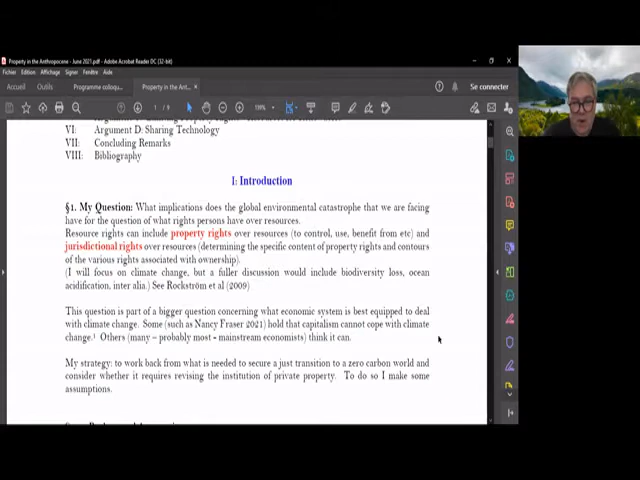 Property in the Anthropocene - June 2021.pdf - Adobe Acrobat Reader DC (32-bit)
Fichier Edition Affichage Signer Fenêtre Aide
Accueil Outils Programme colloqu... Property in the Ant... × Se connecter
1 / 9 150%
VI: Argument D: Sharing Technology
VII: Concluding Remarks
VIII: Bibliography
I: Introduction
§1. My Question: What implications does the global environmental catastrophe that we are facing
have for the question of what rights persons have over resources.
Resource rights can include property rights over resources (to control, use, benefit from etc) and
jurisdictional rights over resources (determining the specific content of property rights and contours
of the various rights associated with ownership).
(I will focus on climate change, but a fuller discussion would include biodiversity loss, ocean
acidification, inter alia.) See Rockström et al (2009)
This question is part of a bigger question concerning what economic system is best equipped to deal
with climate change. Some (such as Nancy Fraser 2021) hold that capitalism cannot cope with climate
change.¹ Others (many – probably most - mainstream economists) think it can.
My strategy: to work back from what is needed to secure a just transition to a zero carbon world and
consider whether it requires revising the institution of private property. To do so I make some
assumptions.